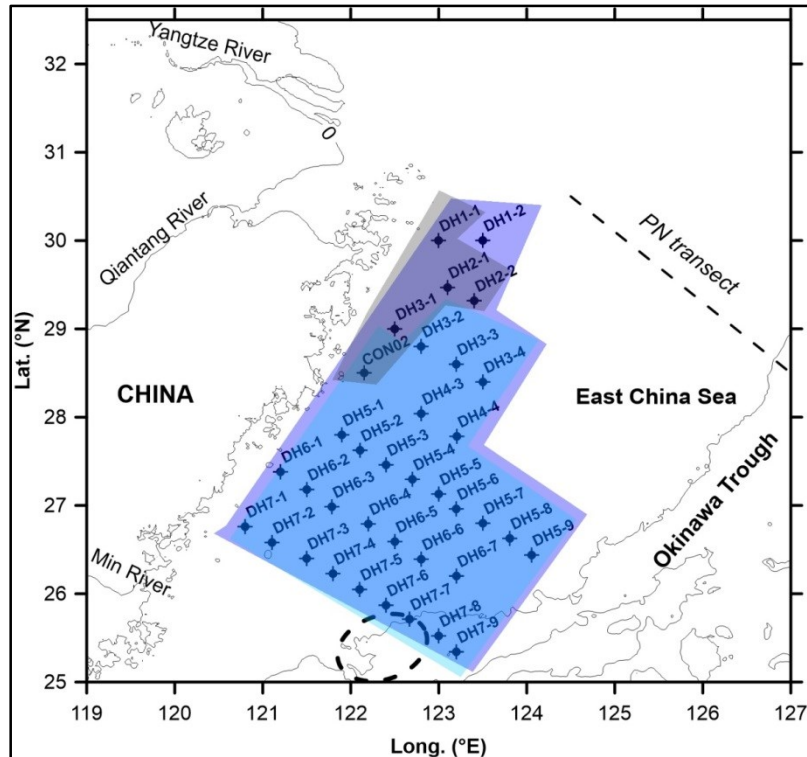 Yangtze River
0
Qiantang River
Min River
CHINA
East China Sea
PN transect
Okinawa Trough
DH1-1
DH1-2
DH2-1
DH2-2
DH3-1
DH3-2
DH3-3
DH3-4
CON02
DH4-3
DH4-4
DH5-1
DH5-2
DH5-3
DH5-4
DH5-5
DH5-6
DH5-7
DH5-8
DH5-9
DH6-1
DH6-2
DH6-3
DH6-4
DH6-5
DH6-6
DH6-7
DH7-1
DH7-2
DH7-3
DH7-4
DH7-5
DH7-6
DH7-7
DH7-8
DH7-9
0
Lat. (°N)
32
31
30
29
28
27
26
25
119 120 121 122 123 124 125 126 127
Long. (°E)